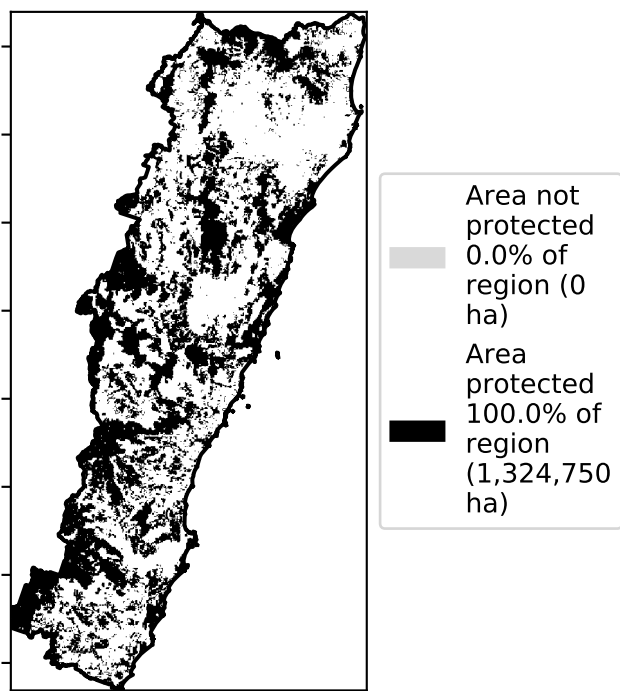 Area not
protected
0.0% of
region (0
ha)
Area
protected
100.0% of
region
(1,324,750
ha)